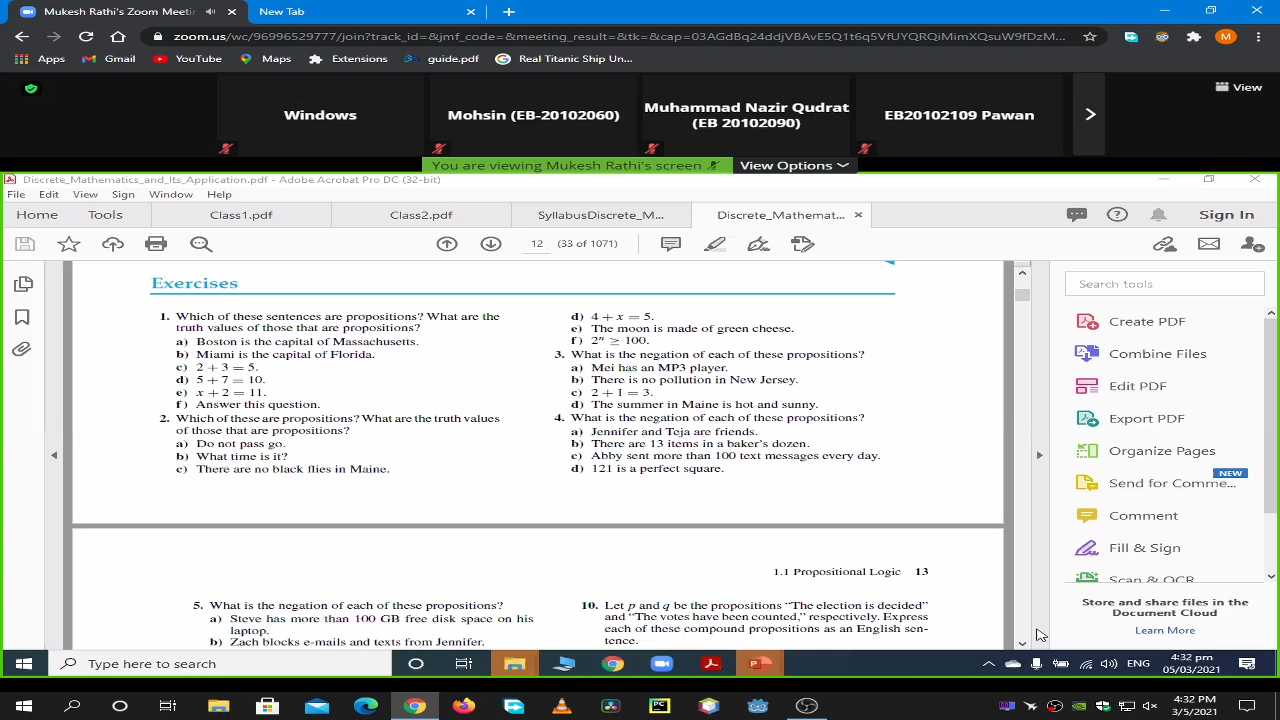 Mukesh Rathi's Zoom Meeti
New Tab
zoom.us/wc/96996529777/join?track_id=&jmf_code=&meeting_result=&tk=&cap=03AGdBq24ddjVBAvE5Q1t6q5VfUYQRQjMimXQsuW9fDzM...
Apps
Gmail
YouTube
Maps
Extensions
guide.pdf
Real Titanic Ship Un...
View
Windows
Mohsin (EB-20102060)
Muhammad Nazir Qudrat
(EB 20102090)
EB20102109 Pawan
You are viewing Mukesh Rathi's screen
View Options
Discrete_Mathematics_and_Its_Application.pdf - Adobe Acrobat Pro DC (32-bit)
File Edit View Sign Window Help
Home Tools Class1.pdf Class2.pdf SyllabusDiscrete_M... Discrete_Mathemat... Sign In
12 (33 of 1071)
Exercises
1. Which of these sentences are propositions? What are the
truth values of those that are propositions?
a) Boston is the capital of Massachusetts.
b) Miami is the capital of Florida.
c) 2 + 3 = 5.
d) 5 + 7 = 10.
e) x + 2 = 11.
f) Answer this question.
2. Which of these are propositions? What are the truth values
of those that are propositions?
a) Do not pass go.
b) What time is it?
c) There are no black flies in Maine.
d) 4 + x = 5.
e) The moon is made of green cheese.
f) 2ⁿ ≥ 100.
3. What is the negation of each of these propositions?
a) Mei has an MP3 player.
b) There is no pollution in New Jersey.
c) 2 + 1 = 3.
d) The summer in Maine is hot and sunny.
4. What is the negation of each of these propositions?
a) Jennifer and Teja are friends.
b) There are 13 items in a baker's dozen.
c) Abby sent more than 100 text messages every day.
d) 121 is a perfect square.
1.1 Propositional Logic 13
5. What is the negation of each of these propositions?
a) Steve has more than 100 GB free disk space on his
laptop.
b) Zach blocks e-mails and texts from Jennifer.
10. Let p and q be the propositions "The election is decided"
and "The votes have been counted," respectively. Express
each of these compound propositions as an English sen-
tence.
Search tools
Create PDF
Combine Files
Edit PDF
Export PDF
Organize Pages
NEW
Send for Comme...
Comment
Fill & Sign
Scan & OCR
Store and share files in the
Document Cloud
Learn More
Type here to search
ENG
4:32 pm
05/03/2021
4:32 PM
3/5/2021